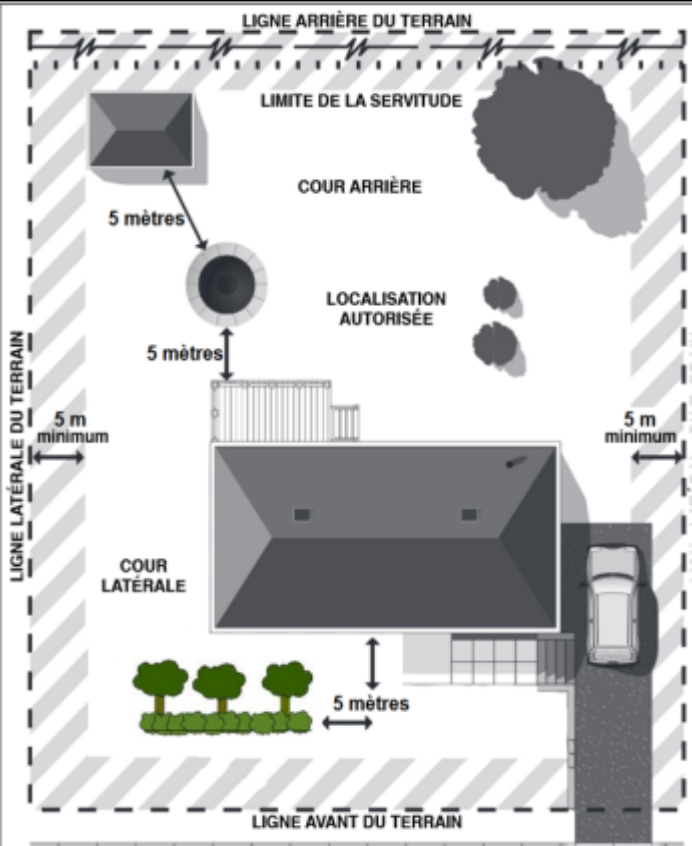 LIGNE ARRIÈRE DU TERRAIN
LIMITE DE LA SERVITUDE
COUR ARRIÈRE
5 mètres
LOCALISATION
AUTORISÉE
5 mètres
LIGNE LATÉRALE DU TERRAIN
5 m
minimum
5 m
minimum
COUR
LATÉRALE
5 mètres
LIGNE AVANT DU TERRAIN